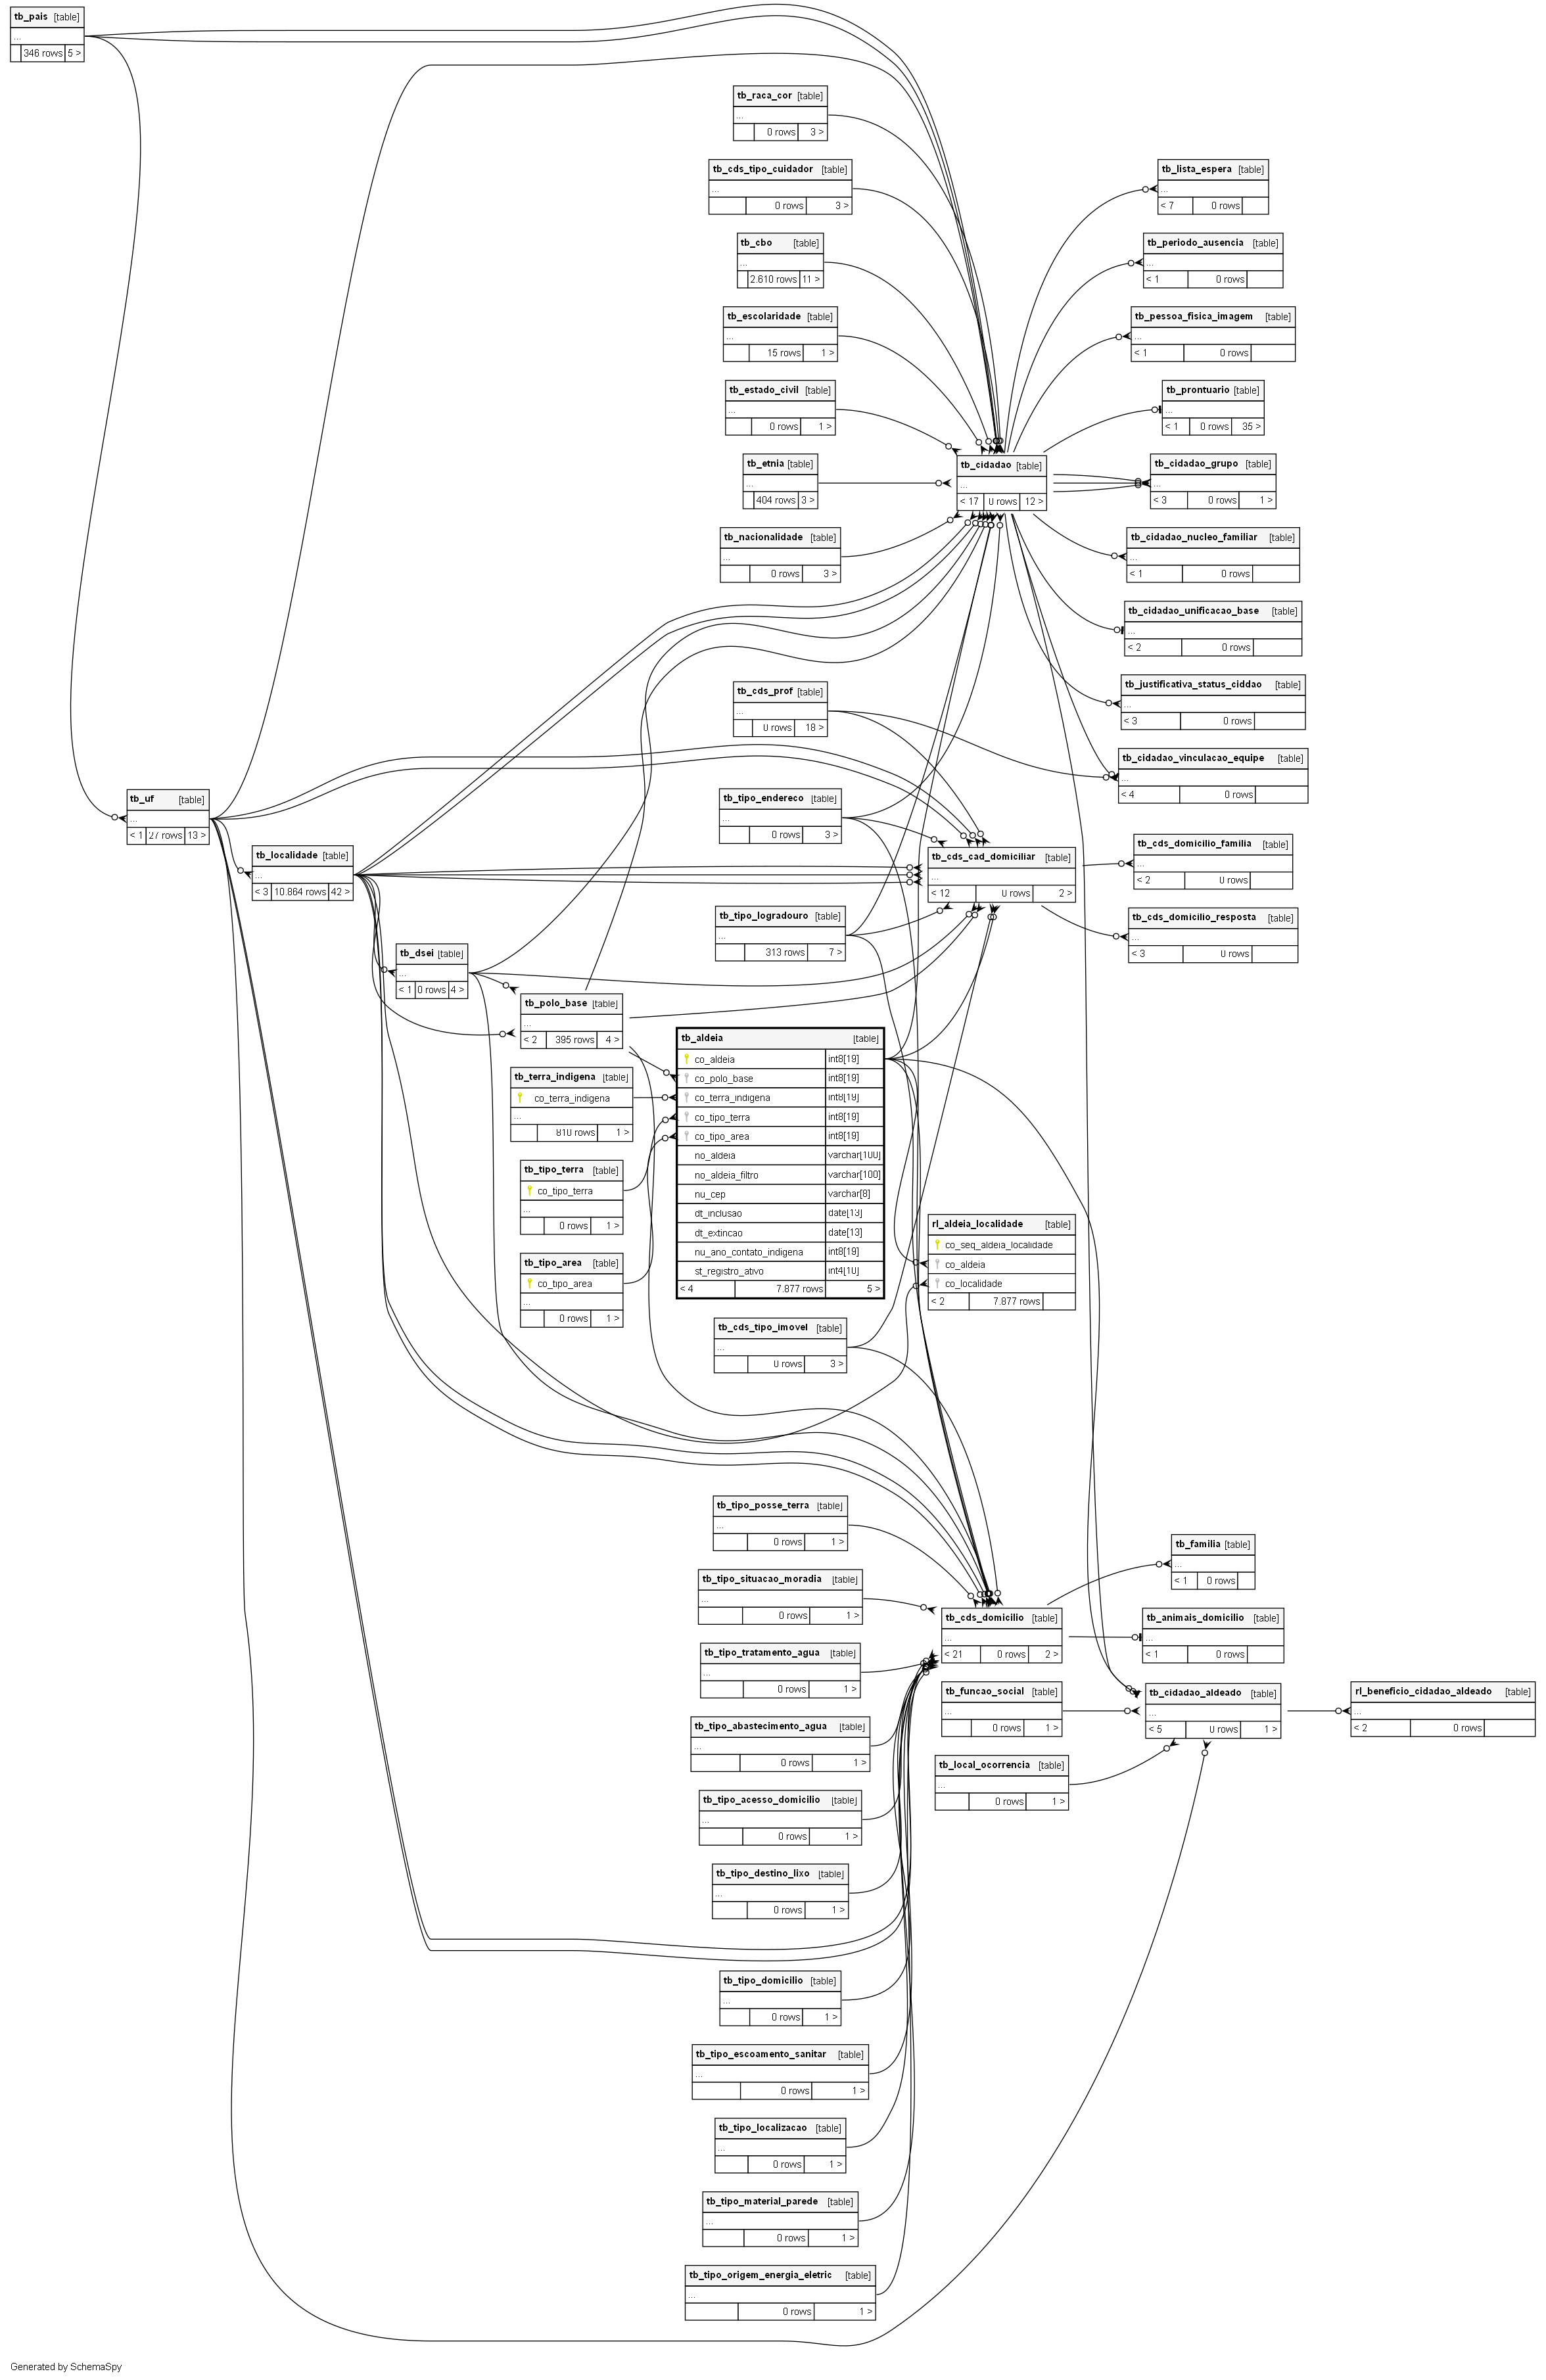 tb_pais [table]
...
346 rows 5 >
tb_raca_cor [table]
...
0 rows 3 >
tb_cds_tipo_cuidador [table]
...
0 rows 3 >
tb_lista_espera [table]
...
< 7 0 rows
tb_cbo [table]
...
2.610 rows 11 >
tb_periodo_ausencia [table]
...
< 1 0 rows
tb_escolaridade [table]
...
15 rows 1 >
tb_pessoa_fisica_imagem [table]
...
< 1 0 rows
tb_estado_civil [table]
...
0 rows 1 >
tb_prontuario [table]
...
< 1 0 rows 35 >
tb_etnia [table]
...
404 rows 3 >
tb_cidadao [table]
...
< 17 0 rows 12 >
tb_cidadao_grupo [table]
...
< 3 0 rows 1 >
tb_nacionalidade [table]
...
0 rows 3 >
tb_cidadao_nucleo_familiar [table]
...
< 1 0 rows
tb_cidadao_unificacao_base [table]
...
< 2 0 rows
tb_cds_prof [table]
...
0 rows 18 >
tb_justificativa_status_ciddao [table]
...
< 3 0 rows
tb_cidadao_vinculacao_equipe [table]
...
< 4 0 rows
tb_uf [table]
...
< 1 27 rows 13 >
tb_tipo_endereco [table]
...
0 rows 3 >
tb_localidade [table]
...
< 3 10.864 rows 42 >
tb_cds_cad_domiciliar [table]
...
< 12 0 rows 2 >
tb_cds_domicilio_familia [table]
...
< 2 0 rows
tb_tipo_logradouro [table]
...
313 rows 7 >
tb_cds_domicilio_resposta [table]
...
< 3 0 rows
tb_dsei [table]
...
< 1 0 rows 4 >
tb_polo_base [table]
...
< 2 395 rows 4 >
tb_aldeia [table]
co_aldeia int8[19]
co_polo_base int8[19]
co_terra_indigena int8[19]
co_tipo_terra int8[19]
co_tipo_area int8[19]
no_aldeia varchar[100]
no_aldeia_filtro varchar[100]
nu_cep varchar[8]
dt_inclusao date[13]
dt_extincao date[13]
nu_ano_contato_indigena int8[19]
st_registro_ativo int4[10]
< 4 7.877 rows 5 >
tb_terra_indigena [table]
co_terra_indigena
...
810 rows 1 >
tb_tipo_terra [table]
co_tipo_terra
...
0 rows 1 >
tb_tipo_area [table]
co_tipo_area
...
0 rows 1 >
rl_aldeia_localidade [table]
co_seq_aldeia_localidade
co_aldeia
co_localidade
< 2 7.877 rows
tb_cds_tipo_imovel [table]
...
0 rows 3 >
tb_tipo_posse_terra [table]
...
0 rows 1 >
tb_familia [table]
...
< 1 0 rows
tb_tipo_situacao_moradia [table]
...
0 rows 1 >
tb_cds_domicilio [table]
...
< 21 0 rows 2 >
tb_animais_domicilio [table]
...
< 1 0 rows
tb_tipo_tratamento_agua [table]
...
0 rows 1 >
tb_funcao_social [table]
...
0 rows 1 >
tb_cidadao_aldeado [table]
...
< 5 0 rows 1 >
rl_beneficio_cidadao_aldeado [table]
...
< 2 0 rows
tb_tipo_abastecimento_agua [table]
...
0 rows 1 >
tb_local_ocorrencia [table]
...
0 rows 1 >
tb_tipo_acesso_domicilio [table]
...
0 rows 1 >
tb_tipo_destino_lixo [table]
...
0 rows 1 >
tb_tipo_domicilio [table]
...
0 rows 1 >
tb_tipo_escoamento_sanitar [table]
...
0 rows 1 >
tb_tipo_localizacao [table]
...
0 rows 1 >
tb_tipo_material_parede [table]
...
0 rows 1 >
tb_tipo_origem_energia_eletric [table]
...
0 rows 1 >
Generated by SchemaSpy